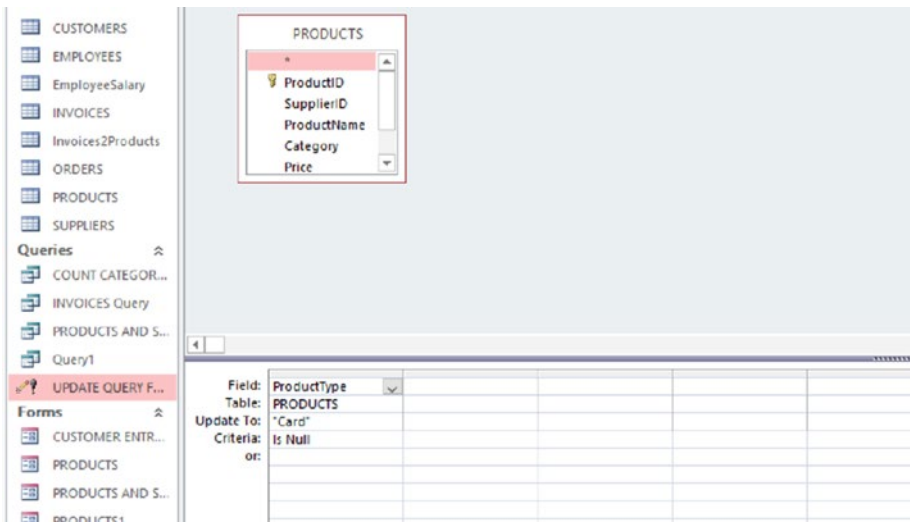 CUSTOMERS
EMPLOYEES
EmployeeSalary
INVOICES
Invoices2Products
ORDERS
PRODUCTS
SUPPLIERS
Queries
COUNT CATEGOR...
INVOICES Query
PRODUCTS AND S...
Query1
UPDATE QUERY F...
Forms
CUSTOMER ENTR...
PRODUCTS
PRODUCTS AND S...
PRODUCTS1
PRODUCTS
*
ProductID
SupplierID
ProductName
Category
Price
Field: ProductType
Table: PRODUCTS
Update To: "Card"
Criteria: Is Null
or: